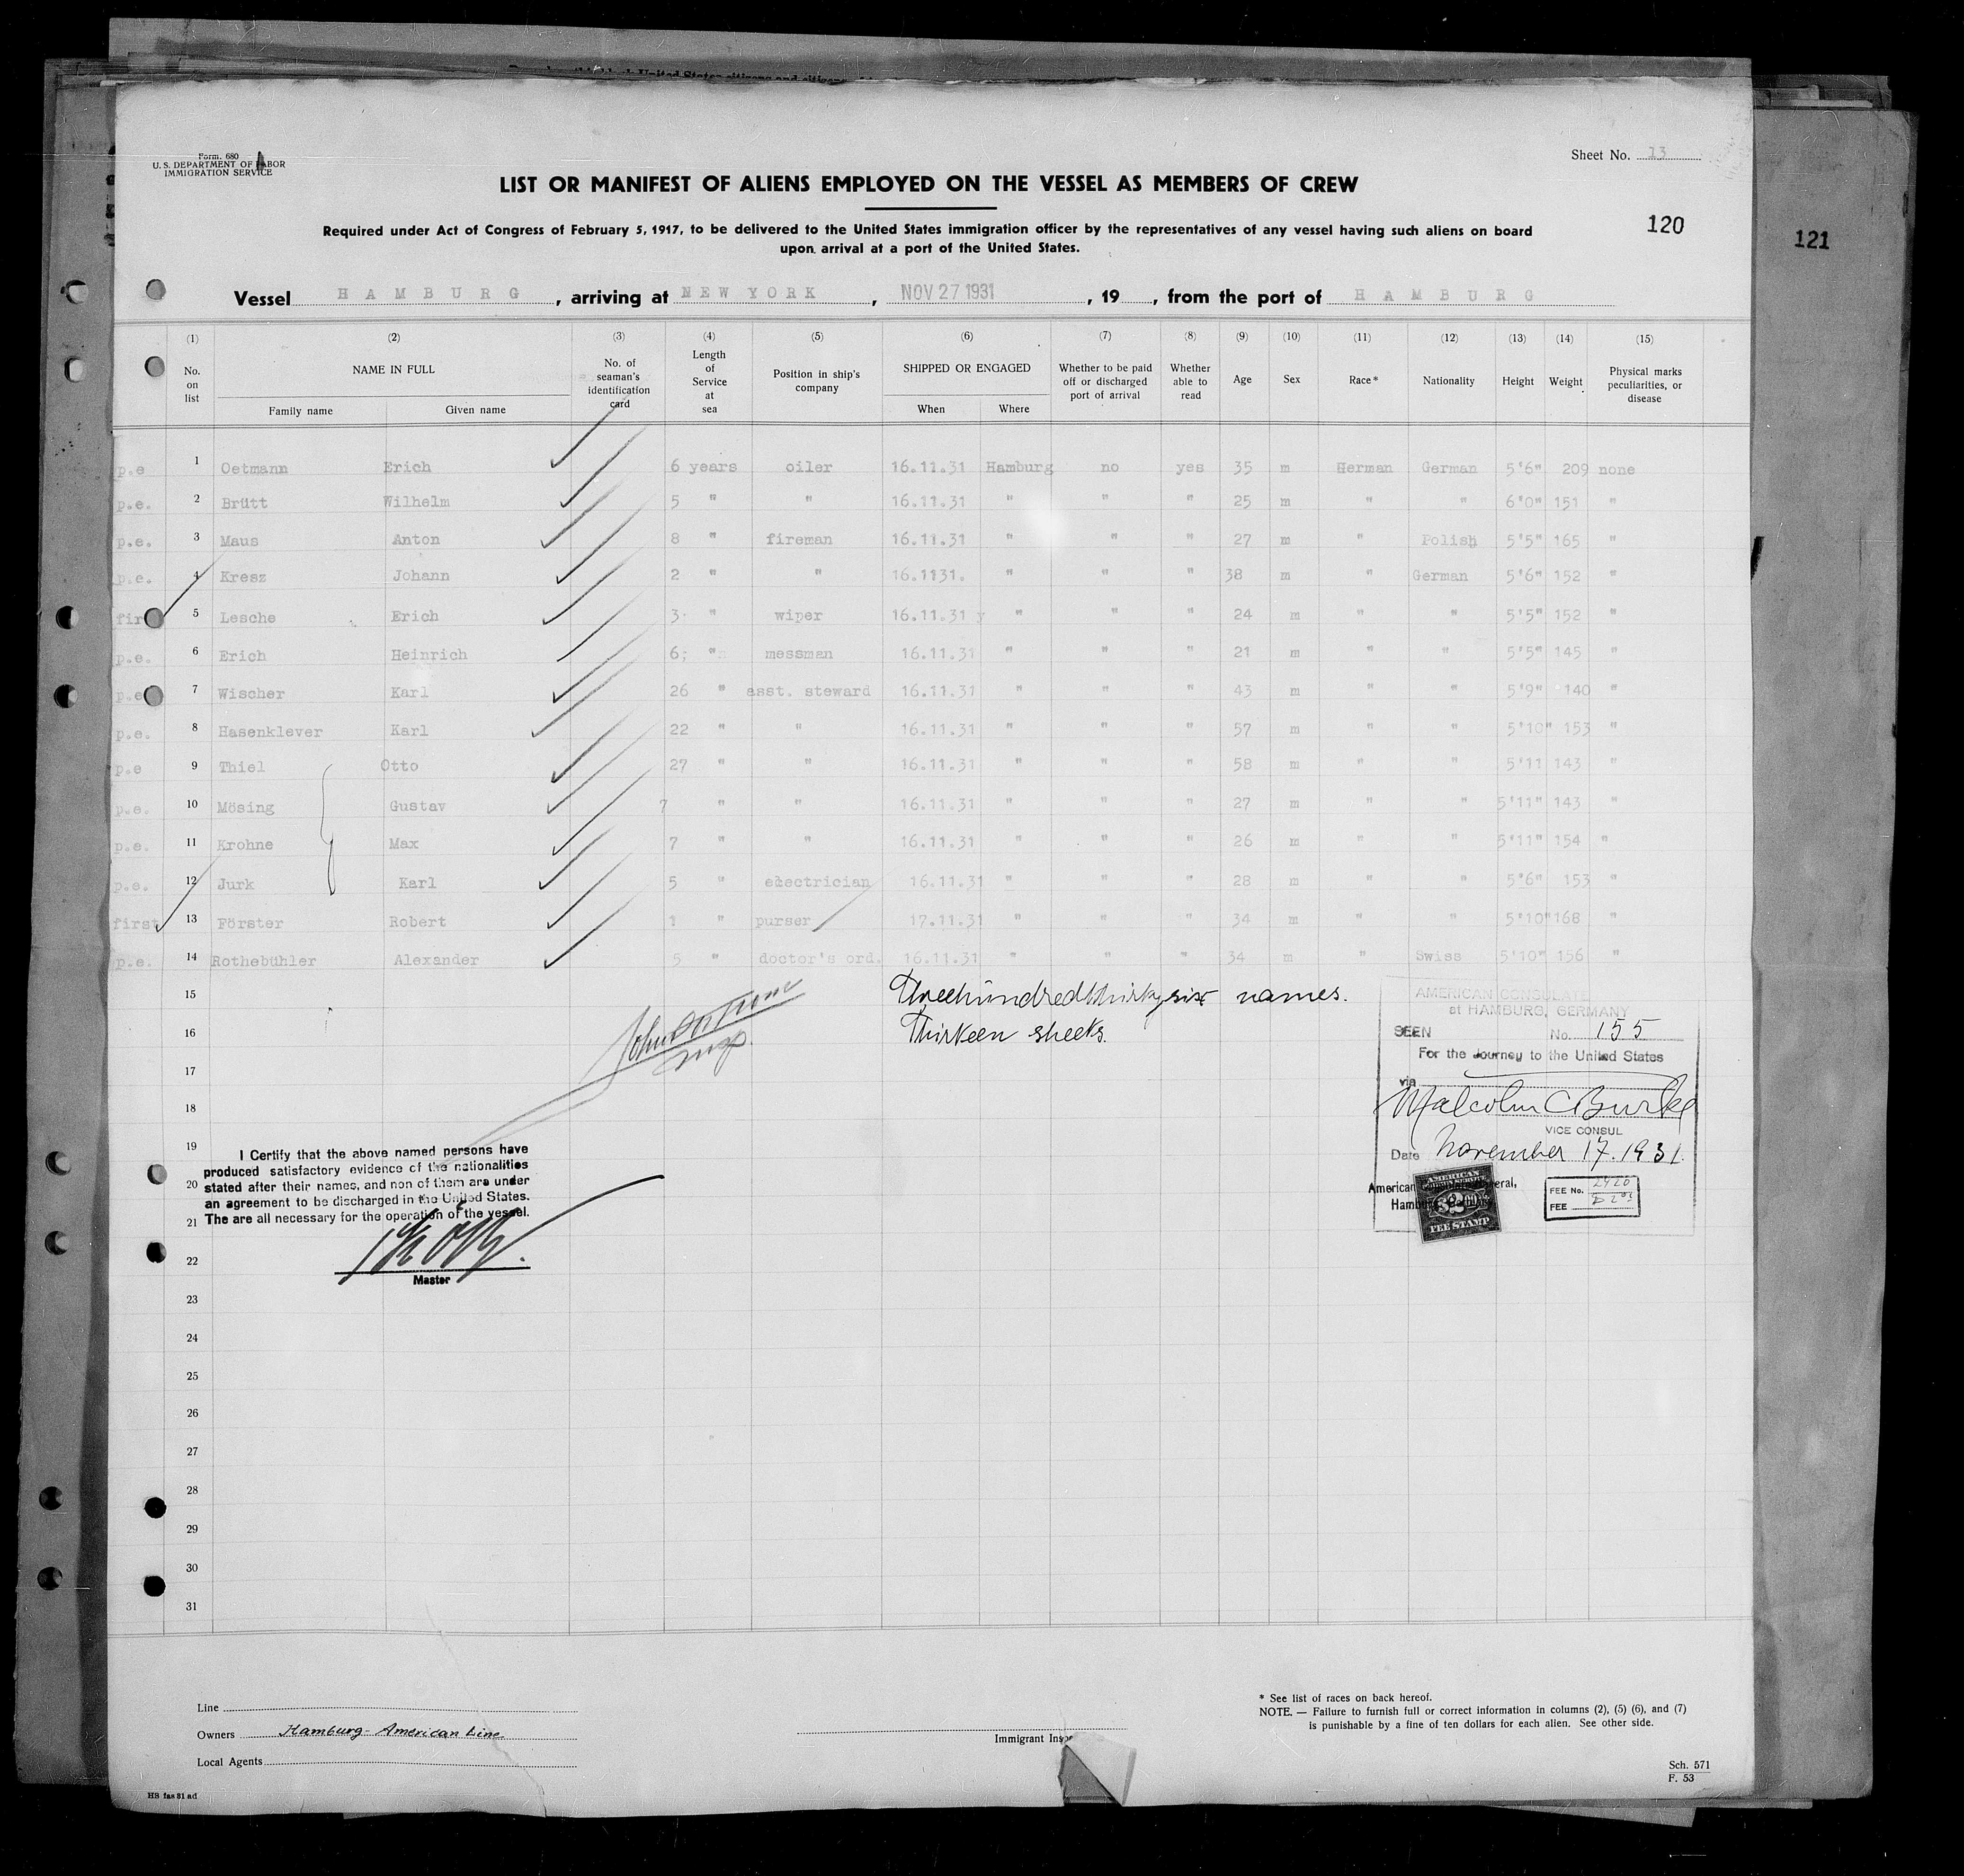 Form. 680
U. S. DEPARTMENT OF LABOR
IMMIGRATION SERVICE
Sheet No. 13
LIST OR MANIFEST OF ALIENS EMPLOYED ON THE VESSEL AS MEMBERS OF CREW
Required under Act of Congress of February 5, 1917, to be delivered to the United States immigration officer by the representatives of any vessel having such aliens on board
upon arrival at a port of the United States.
120
121
Vessel HAMBURG, arriving at NEW YORK, NOV 27 1931, 19 , from the port of HAMBURG
(1) (2) (3) (4) (5) (6) (7) (8) (9) (10) (11) (12) (13) (14) (15)
No. on list NAME IN FULL Family name Given name No. of seaman's identification card Length of Service at sea Position in ship's company SHIPPED OR ENGAGED When Where Whether to be paid off or discharged port of arrival Whether able to read Age Sex Race* Nationality Height Weight Physical marks peculiarities, or disease
p.e 1 Oetmann Erich 6 years oiler 16.11.31 Hamburg no yes 35 m Herman German 5'6" 209 none
p.e. 2 Brütt Wilhelm 5 " " 16.11.31 " " " 25 m " " 6'0" 151 "
p.e. 3 Maus Anton 8 " fireman 16.11.31 " " " 27 m " Polish 5'5" 165 "
p.e. 4 Kresz Johann 2 " " 16.1131. " " " 38 m " German 5'6" 152 "
fir 5 Lesche Erich 3 " wiper 16.11.31 y " " " 24 m " " 5'5" 152 "
p.e. 6 Erich Heinrich 6; " messman 16.11.31 " " " 21 m " " 5'5" 145 "
p.e 7 Wischer Karl 26 " asst. steward 16.11.31 " " " 43 m " " 5'9" 140 "
p.e. 8 Hasenklever Karl 22 " " 16.11.31 " " " 57 m " " 5'10" 153 "
p.e 9 Thiel Otto 27 " " 16.11.31 " " " 58 m " " 5'11 143 "
p.e. 10 Mösing Gustav 7 " " 16.11.31 " " " 27 m " " 5'11" 143 "
p.e. 11 Krohne Max 7 " " 16.11.31 " " " 26 m " " 5'11" 154 "
p.e. 12 Jurk Karl 5 " electrician 16.11.31 " " " 28 m " " 5'6" 153 "
first 13 Förster Robert 1 " purser 17.11.31 " " " 34 m " " 5'10" 168 "
p.e. 14 Rothebühler Alexander 5 " doctor's ord. 16.11.31 " " " 34 m " Swiss 5'10" 156 "
15 Threehundredthirtysix names.
16 Thirteen sheets.
17
18
19
20
21
22
23
24
25
26
27
28
29
30
31
AMERICAN CONSULATE
at HAMBURG, GERMANY
SEEN No. 155
For the Journey to the United States
via
Malcolm C Burke
VICE CONSUL
Date November 17. 1931.
American Consulate General,
Hamburg
AMERICAN
$2.00
FEE STAMP
FEE No. 2420
FEE
I Certify that the above named persons have
produced satisfactory evidence of the nationalities
stated after their names, and non of them are under
an agreement to be discharged in the United States.
The are all necessary for the operation of the vessel.
Master
Line
Owners Hamburg-American Line
Local Agents
HB fas 31 ad
Immigrant Insp
* See list of races on back hereof.
NOTE. — Failure to furnish full or correct information in columns (2), (5) (6), and (7)
is punishable by a fine of ten dollars for each alien. See other side.
Sch. 571
F. 53